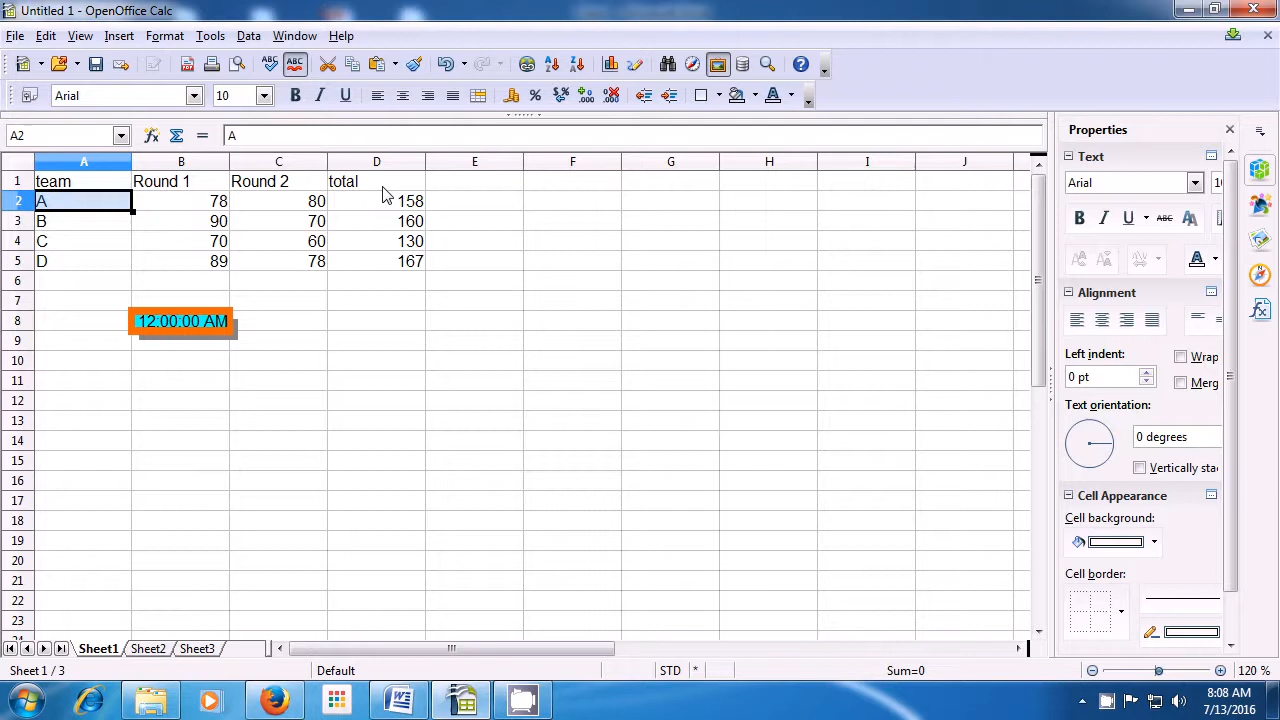 Untitled 1 - OpenOffice Calc
File Edit View Insert Format Tools Data Window Help
Arial 10
A2 A
A B C D E F G H I J
1 team Round 1 Round 2 total
2 A 78 80 158
3 B 90 70 160
4 C 70 60 130
5 D 89 78 167
6
7
8 12:00:00 AM
9
10
11
12
13
14
15
16
17
18
19
20
21
22
23
Properties
Text
Arial
Alignment
Left indent:
Wrap
0 pt
Merg
Text orientation:
0 degrees
Vertically sta
Cell Appearance
Cell background:
Cell border:
Sheet1 Sheet2 Sheet3
Sheet 1 / 3 Default STD * Sum=0 120 %
8:08 AM
7/13/2016